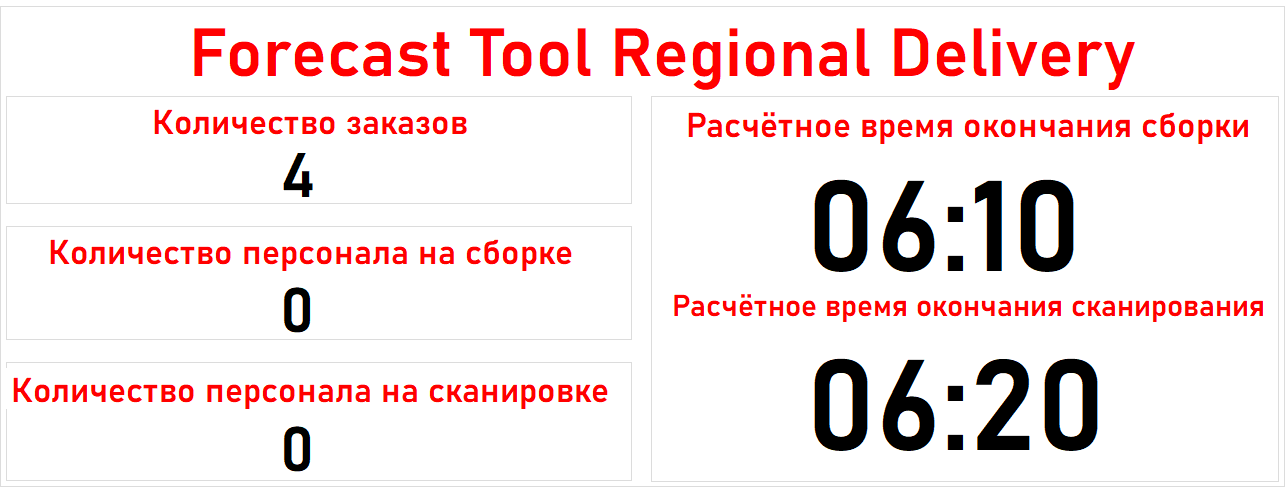 Forecast Tool Regional Delivery
Количество заказов
4
Количество персонала на сборке
0
Количество персонала на сканировке
0
Расчётное время окончания сборки
06:10
Расчётное время окончания сканирования
06:20